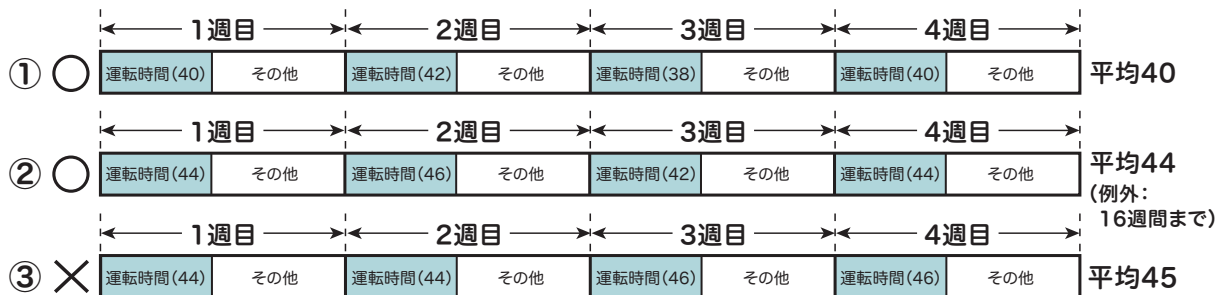 1週目 2週目 3週目 4週目
① ○ 運転時間(40) その他 運転時間(42) その他 運転時間(38) その他 運転時間(40) その他 平均40
1週目 2週目 3週目 4週目
② ○ 運転時間(44) その他 運転時間(46) その他 運転時間(42) その他 運転時間(44) その他 平均44
(例外:
16週間まで)
1週目 2週目 3週目 4週目
③ × 運転時間(44) その他 運転時間(44) その他 運転時間(46) その他 運転時間(46) その他 平均45